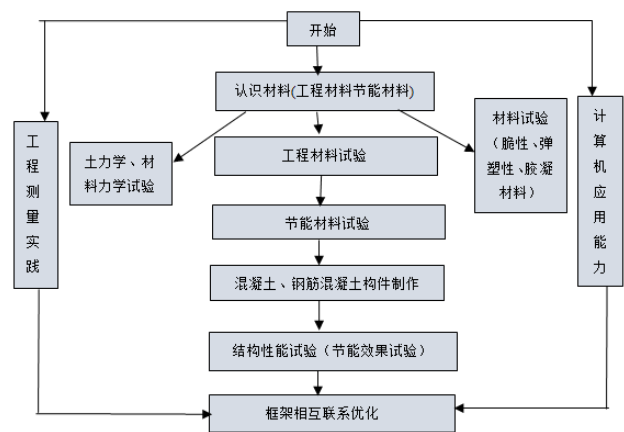 开始
认识材料(工程材料节能材料)
工程测量实践
土力学、材
料力学试验
工程材料试验
材料试验
（脆性、弹
塑性、胶凝
材料）
计算机应用能力
节能材料试验
混凝土、钢筋混凝土构件制作
结构性能试验（节能效果试验）
框架相互联系优化